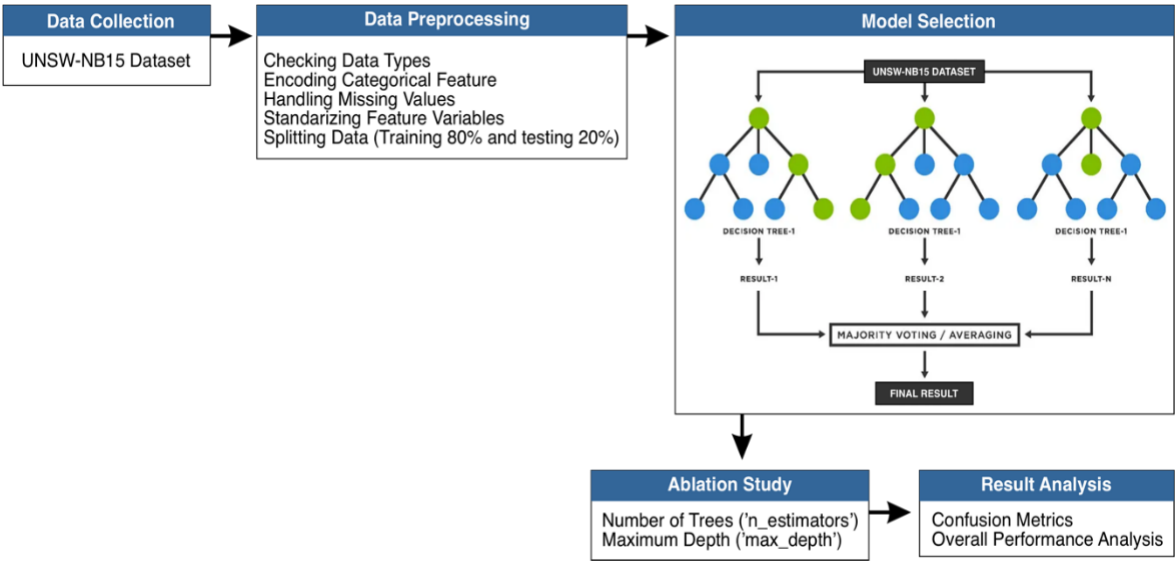 Data Collection
UNSW-NB15 Dataset
Data Preprocessing
Checking Data Types
Encoding Categorical Feature
Handling Missing Values
Standarizing Feature Variables
Splitting Data (Training 80% and testing 20%)
Model Selection
UNSW-NB15 DATASET
DECISION TREE-1
DECISION TREE-1
DECISION TREE-1
RESULT-1
RESULT-2
RESULT-N
MAJORITY VOTING / AVERAGING
FINAL RESULT
Ablation Study
Number of Trees ('n_estimators')
Maximum Depth ('max_depth')
Result Analysis
Confusion Metrics
Overall Performance Analysis